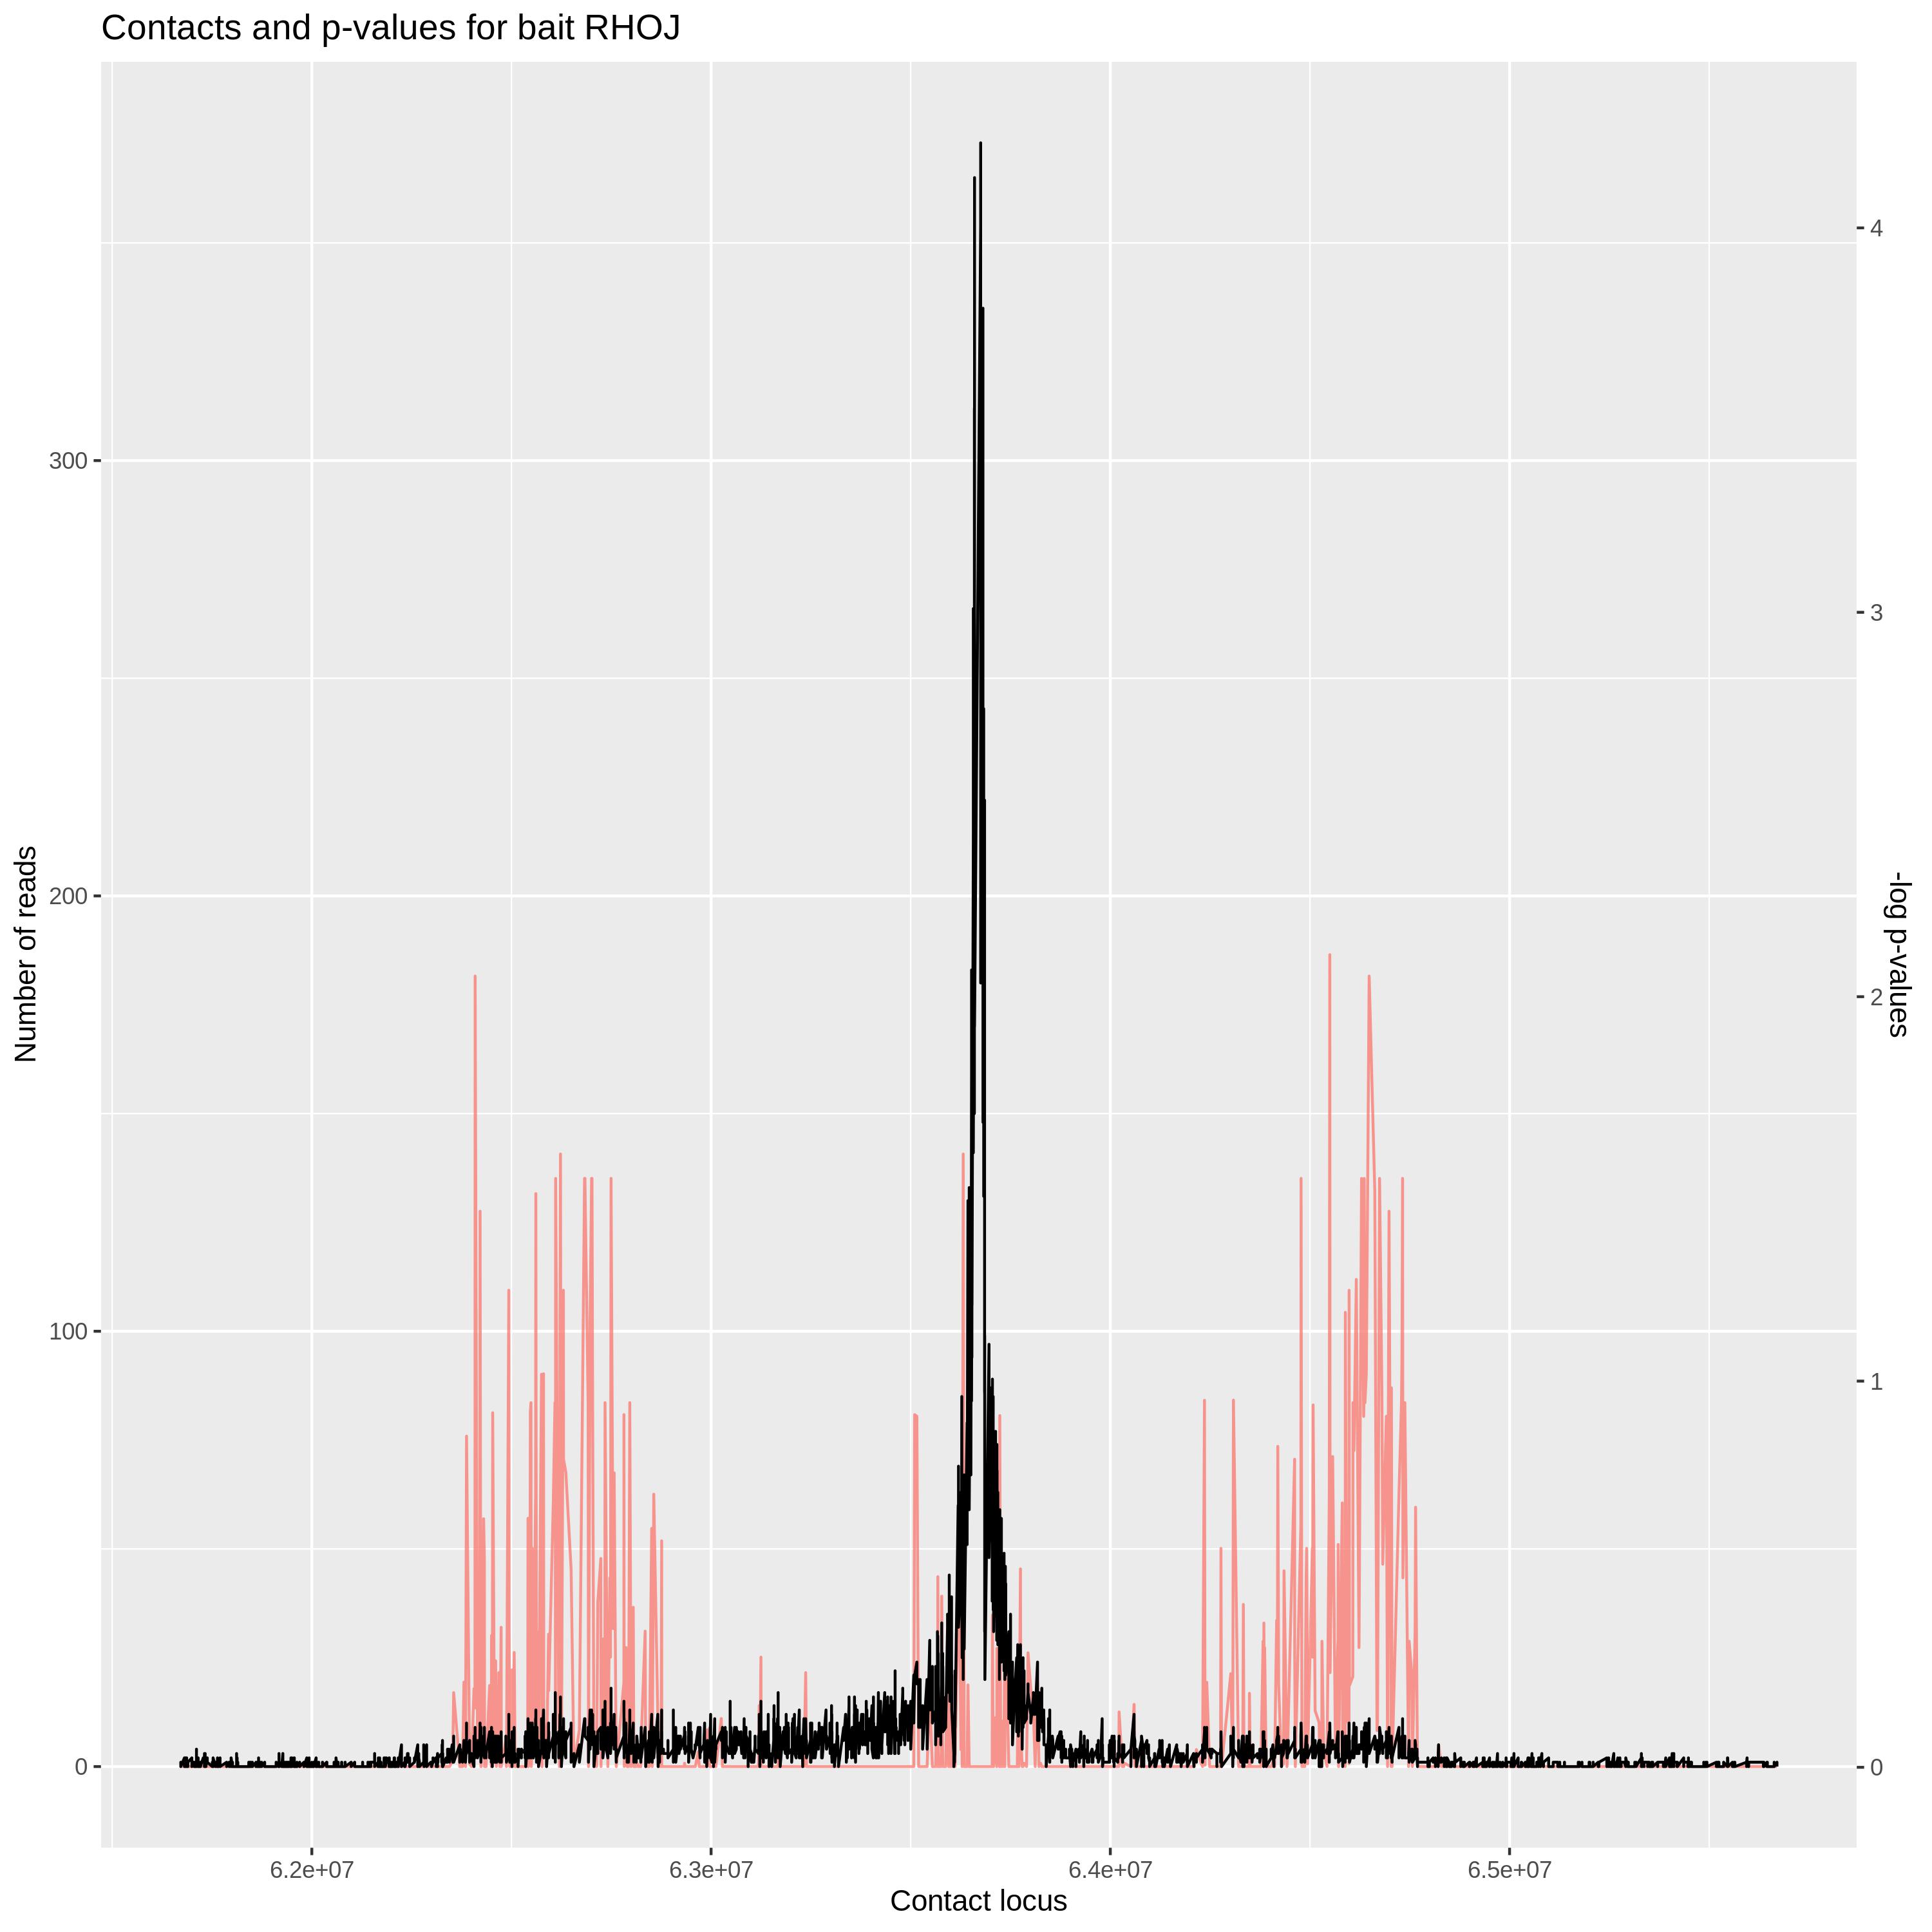 Contacts and p-values for bait RHOJ
Number of reads
300
200
100
0
4
3
2
1
0
-log p-values
6.2e+07
6.3e+07
6.4e+07
6.5e+07
Contact locus